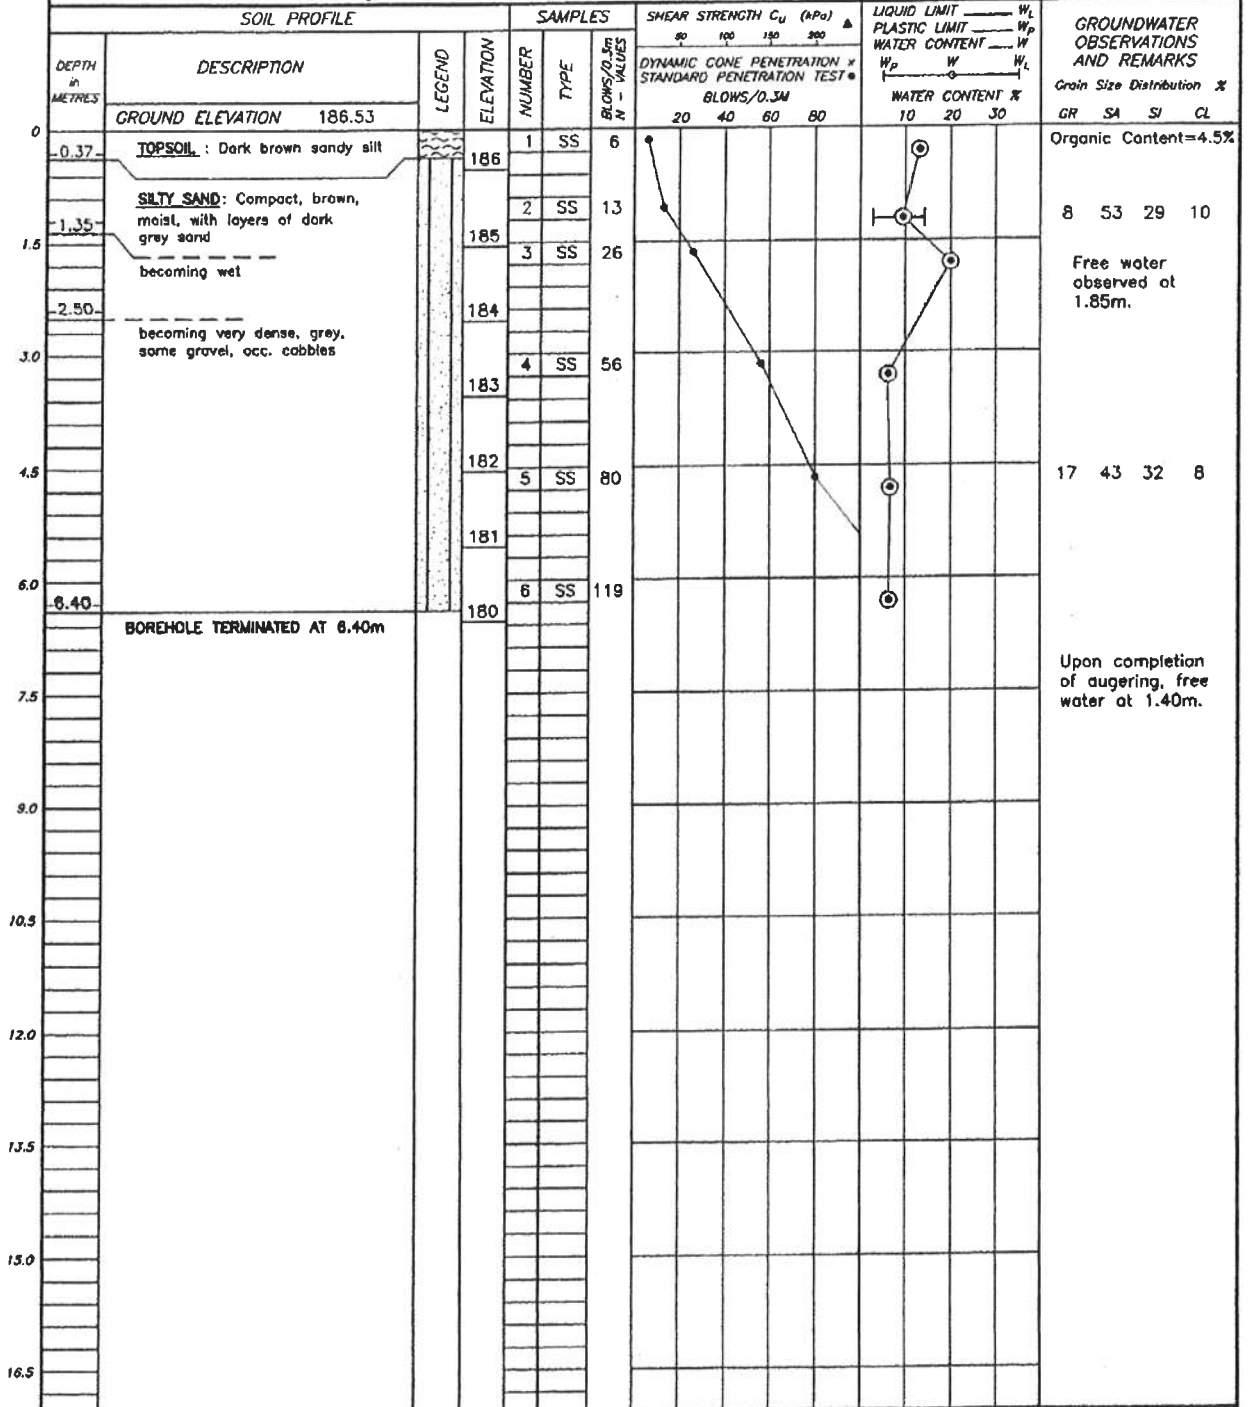 SOIL PROFILE
SAMPLES
SHEAR STRENGTH Cu (kPa) ▲
50 100 150 200
DYNAMIC CONE PENETRATION x
STANDARD PENETRATION TEST ●
BLOWS/0.3M
20 40 60 80
LIQUID LIMIT WL
PLASTIC LIMIT WP
WATER CONTENT W
WP W WL
WATER CONTENT %
10 20 30
GROUNDWATER
OBSERVATIONS
AND REMARKS
Grain Size Distribution %
GR SA SI CL
DEPTH
in
METRES
DESCRIPTION
LEGEND
ELEVATION
NUMBER
TYPE
BLOWS/0.3m
N - VALUES
GROUND ELEVATION 186.53
0
0.37
TOPSOIL : Dark brown sandy silt
186
1 SS 6
Organic Content=4.5%
SILTY SAND: Compact, brown,
moist, with layers of dark
grey sand
2 SS 13
8 53 29 10
1.35
1.5
185
3 SS 26
becoming wet
Free water
observed at
1.85m.
2.50
184
becoming very dense, grey,
some gravel, occ. cobbles
3.0
4 SS 56
183
182
4.5
5 SS 80
17 43 32 8
181
6.0
6 SS 119
6.40
180
BOREHOLE TERMINATED AT 6.40m
Upon completion
of augering, free
water at 1.40m.
7.5
9.0
10.5
12.0
13.5
15.0
16.5